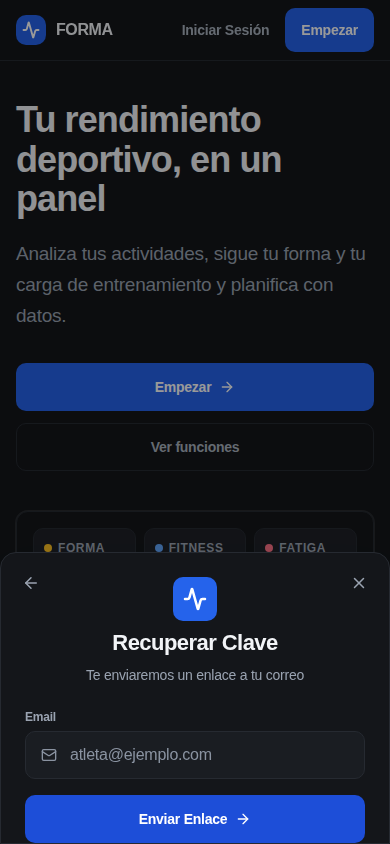 FORMA
Iniciar Sesión
Empezar
Tu rendimiento
deportivo, en un
panel
Analiza tus actividades, sigue tu forma y tu
carga de entrenamiento y planifica con
datos.
Empezar
Ver funciones
FORMA
FITNESS
FATIGA
Recuperar Clave
Te enviaremos un enlace a tu correo
Email
atleta@ejemplo.com
Enviar Enlace